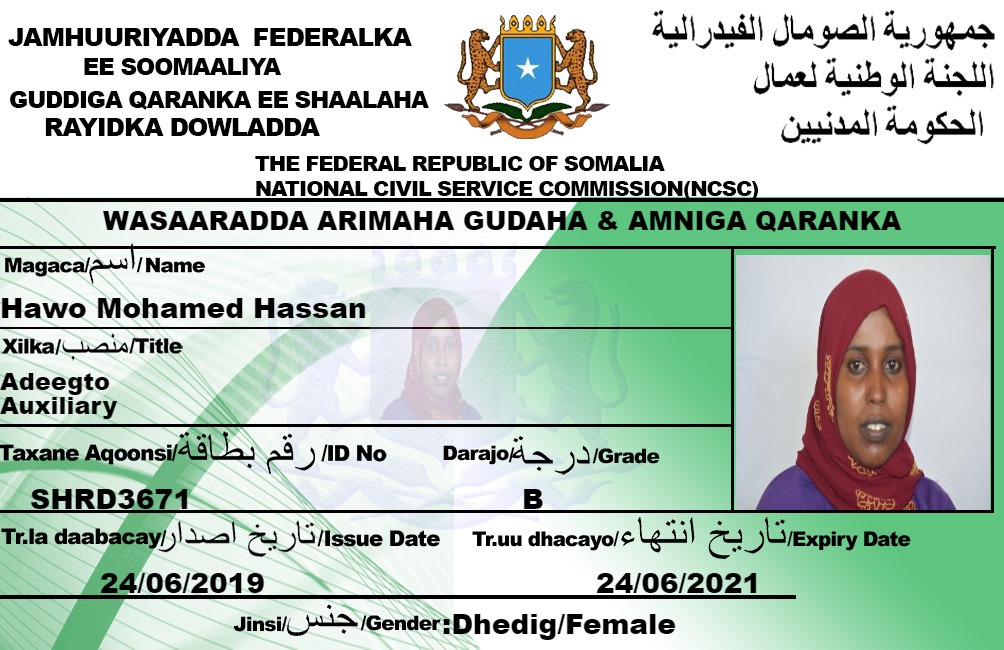 JAMHUURIYADDA FEDERALKA
EE SOOMAALIYA
GUDDIGA QARANKA EE SHAALAHA
RAYIDKA DOWLADDA
جمهورية الصومال الفيدرالية
اللجنة الوطنية لعمال
الحكومة المدنيين
THE FEDERAL REPUBLIC OF SOMALIA
NATIONAL CIVIL SERVICE COMMISSION(NCSC)
WASAARADDA ARIMAHA GUDAHA & AMNIGA QARANKA
Magaca/اسم/Name
Hawo Mohamed Hassan
Xilka/منصب/Title
Adeegto
Auxiliary
Taxane Aqoonsi/رقم بطاقة/ID No
Darajo/درجة/Grade
SHRD3671
B
Tr.la daabacay/تاريخ اصدار/Issue Date
Tr.uu dhacayo/تاريخ انتهاء/Expiry Date
24/06/2019
24/06/2021
Jinsi/جنس/Gender:Dhedig/Female